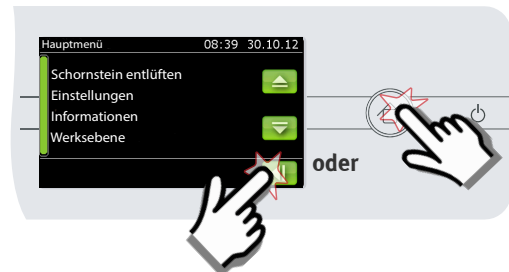 Hauptmenü 08:39 30.10.12
Schornstein entlüften
Einstellungen
Informationen
Werksebene
oder